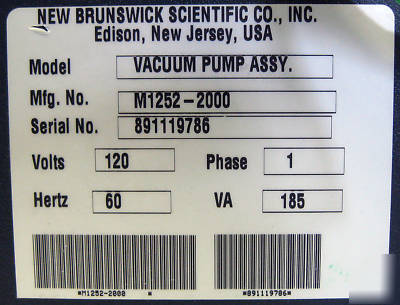 NEW BRUNSWICK SCIENTIFIC CO., INC.
Edison, New Jersey, USA
Model VACUUM PUMP ASSY.
Mfg. No. M1252-2000
Serial No. 891119786
Volts 120 Phase 1
Hertz 60 VA 185
*M1252-2000 * *891119786*